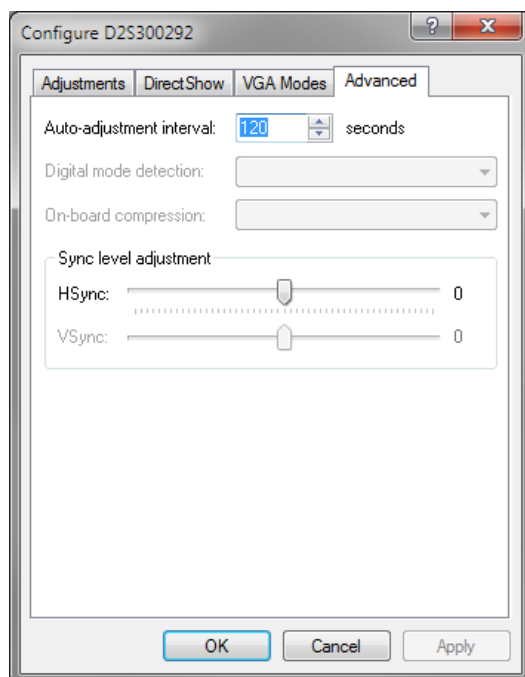 Configure D2S300292
?
Adjustments DirectShow VGA Modes Advanced
Auto-adjustment interval: 120 seconds
Digital mode detection:
On-board compression:
Sync level adjustment
HSync: 0
VSync: 0
OK Cancel Apply